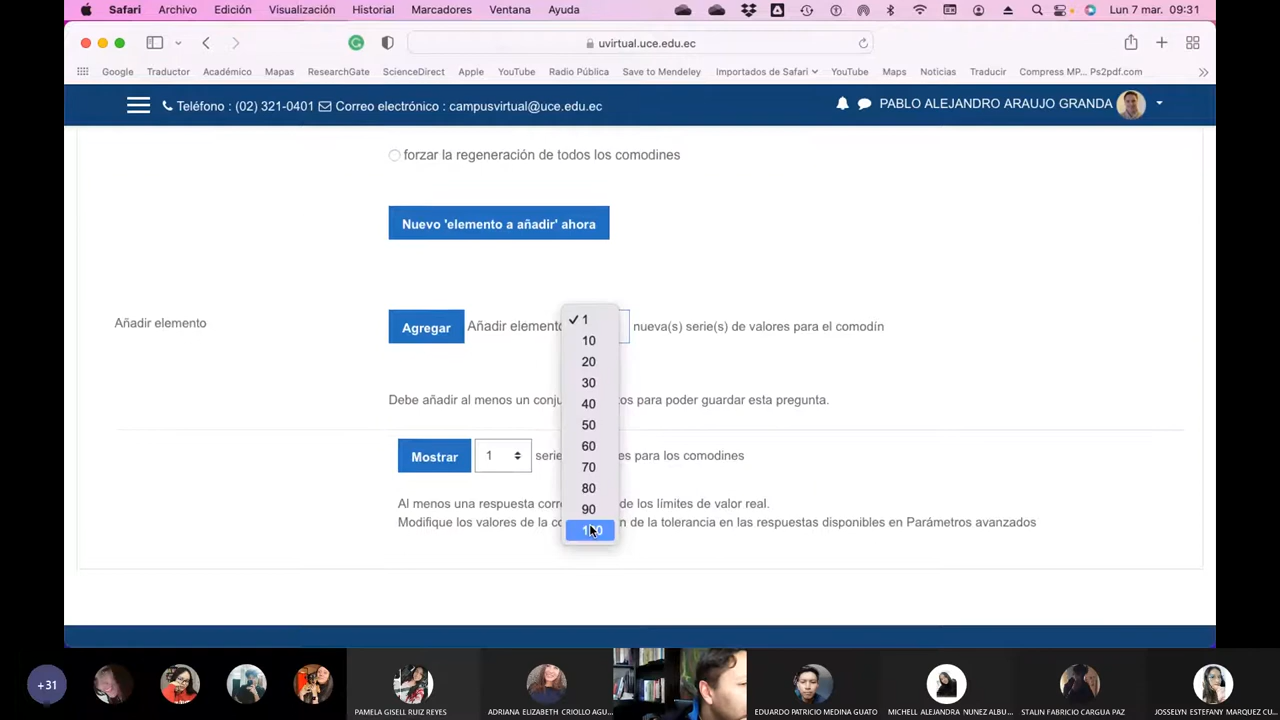 Safari Archivo Edición Visualización Historial Marcadores Ventana Ayuda Lun 7 mar. 09:31
uvirtual.uce.edu.ec
Google Traductor Académico Mapas ResearchGate ScienceDirect Apple YouTube Radio Pública Save to Mendeley Importados de Safari YouTube Maps Noticias Traducir Compress MP... Ps2pdf.com
Teléfono : (02) 321-0401 Correo electrónico : campusvirtual@uce.edu.ec PABLO ALEJANDRO ARAUJO GRANDA
forzar la regeneración de todos los comodines
Nuevo 'elemento a añadir' ahora
Añadir elemento
Agregar Añadir elemento nueva(s) serie(s) de valores para el comodín
1
10
20
30
40
50
60
70
80
90
Debe añadir al menos un para poder guardar esta pregunta.
Mostrar 1 para los comodines
Al menos una respuesta de los límites de valor real.
Modifique los valores de la de la tolerancia en las respuestas disponibles en Parámetros avanzados
+31
PAMELA GISELL RUIZ REYES
ADRIANA ELIZABETH CRIOLLO AGU...
EDUARDO PATRICIO MEDINA GUATO
MICHELL ALEJANDRA NUNEZ ALBU...
STALIN FABRICIO CARGUA PAZ
JOSSELYN ESTEFANY MARQUEZ CU...